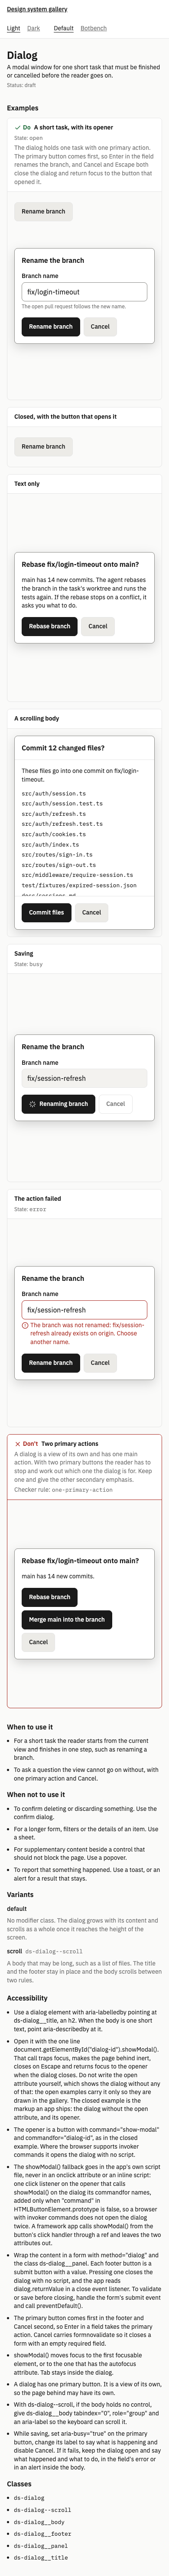 Design system gallery
Light Dark Default Botbench
Dialog
A modal window for one short task that must be finished
or cancelled before the reader goes on.
Status: draft
Examples
Do A short task, with its opener
State: open
The dialog holds one task with one primary action.
The primary button comes first, so Enter in the field
renames the branch, and Cancel and Escape both
close the dialog and return focus to the button that
opened it.
Rename branch
Rename the branch
Branch name
fix/login-timeout
The open pull request follows the new name.
Rename branch Cancel
Closed, with the button that opens it
Rename branch
Text only
Rebase fix/login-timeout onto main?
main has 14 new commits. The agent rebases
the branch in the task's worktree and runs the
tests again. If the rebase stops on a conflict, it
asks you what to do.
Rebase branch Cancel
A scrolling body
Commit 12 changed files?
These files go into one commit on fix/login-
timeout.
src/auth/session.ts
src/auth/session.test.ts
src/auth/refresh.ts
src/auth/refresh.test.ts
src/auth/cookies.ts
src/auth/index.ts
src/routes/sign-in.ts
src/routes/sign-out.ts
src/middleware/require-session.ts
test/fixtures/expired-session.json
Commit files Cancel
Saving
State: busy
Rename the branch
Branch name
fix/session-refresh
Renaming branch Cancel
The action failed
State: error
Rename the branch
Branch name
fix/session-refresh
The branch was not renamed: fix/session-
refresh already exists on origin. Choose
another name.
Rename branch Cancel
Don't Two primary actions
A dialog is a view of its own and has one main
action. With two primary buttons the reader has to
stop and work out which one the dialog is for. Keep
one and give the other secondary emphasis.
Checker rule: one-primary-action
Rebase fix/login-timeout onto main?
main has 14 new commits.
Rebase branch
Merge main into the branch
Cancel
When to use it
• For a short task the reader starts from the current
view and finishes in one step, such as renaming a
branch.
• To ask a question the view cannot go on without, with
one primary action and Cancel.
When not to use it
• To confirm deleting or discarding something. Use the
confirm dialog.
• For a longer form, filters or the details of an item. Use
a sheet.
• For supplementary content beside a control that
should not block the page. Use a popover.
• To report that something happened. Use a toast, or an
alert for a result that stays.
Variants
default
No modifier class. The dialog grows with its content and
scrolls as a whole once it reaches the height of the
screen.
scroll ds-dialog--scroll
A body that may be long, such as a list of files. The title
and the footer stay in place and the body scrolls between
two rules.
Accessibility
• Use a dialog element with aria-labelledby pointing at
ds-dialog__title, an h2. When the body is one short
text, point aria-describedby at it.
• Open it with the one line
document.getElementById("dialog-id").showModal().
That call traps focus, makes the page behind inert,
closes on Escape and returns focus to the opener
when the dialog closes. Do not write the open
attribute yourself, which shows the dialog without any
of that: the open examples carry it only so they are
drawn in the gallery. The closed example is the
markup an app ships: the dialog without the open
attribute, and its opener.
• The opener is a button with command="show-modal"
and commandfor="dialog-id", as in the closed
example. Where the browser supports invoker
commands it opens the dialog with no script.
• The showModal() fallback goes in the app's own script
file, never in an onclick attribute or an inline script:
one click listener on the opener that calls
showModal() on the dialog its commandfor names,
added only when "command" in
HTMLButtonElement.prototype is false, so a browser
with invoker commands does not open the dialog
twice. A framework app calls showModal() from the
button's click handler through a ref and leaves the two
attributes out.
• Wrap the content in a form with method="dialog" and
the class ds-dialog__panel. Each footer button is a
submit button with a value. Pressing one closes the
dialog with no script, and the app reads
dialog.returnValue in a close event listener. To validate
or save before closing, handle the form's submit event
and call preventDefault().
• The primary button comes first in the footer and
Cancel second, so Enter in a field takes the primary
action. Cancel carries formnovalidate so it closes a
form with an empty required field.
• showModal() moves focus to the first focusable
element, or to the one that has the autofocus
attribute. Tab stays inside the dialog.
• A dialog has one primary button. It is a view of its own,
so the page behind may have its own.
• With ds-dialog--scroll, if the body holds no control,
give ds-dialog__body tabindex="0", role="group" and
an aria-label so the keyboard can scroll it.
• While saving, set aria-busy="true" on the primary
button, change its label to say what is happening and
disable Cancel. If it fails, keep the dialog open and say
what happened and what to do, in the field's error or
in an alert inside the body.
Classes
• ds-dialog
• ds-dialog--scroll
• ds-dialog__body
• ds-dialog__footer
• ds-dialog__panel
• ds-dialog__title